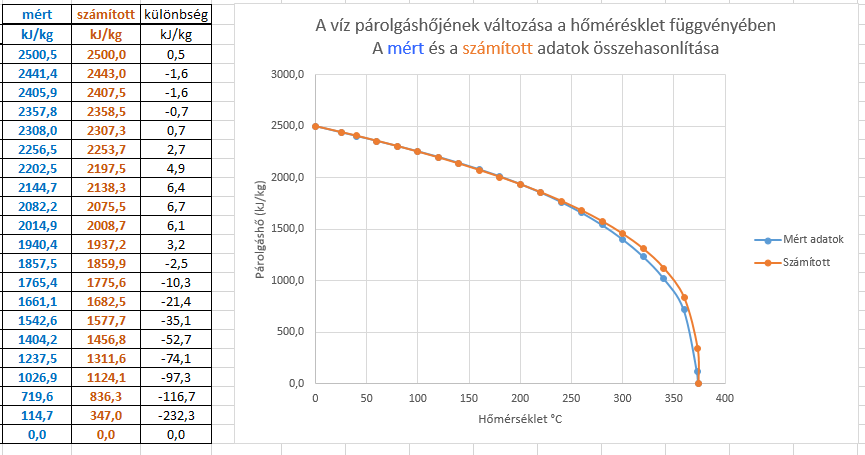 mért számított különbség
kJ/kg kJ/kg kJ/kg
2500,5 2500,0 0,5
2441,4 2443,0 -1,6
2405,9 2407,5 -1,6
2357,8 2358,5 -0,7
2308,0 2307,3 0,7
2256,5 2253,7 2,7
2202,5 2197,5 4,9
2144,7 2138,3 6,4
2082,2 2075,5 6,7
2014,9 2008,7 6,1
1940,4 1937,2 3,2
1857,5 1859,9 -2,5
1765,4 1775,6 -10,3
1661,1 1682,5 -21,4
1542,6 1577,7 -35,1
1404,2 1456,8 -52,7
1237,5 1311,6 -74,1
1026,9 1124,1 -97,3
719,6 836,3 -116,7
114,7 347,0 -232,3
0,0 0,0 0,0
A víz párolgáshőjének változása a hőmérésklet függvényében
A mért és a számított adatok összehasonlítása
3000,0
2500,0
2000,0
1500,0
1000,0
500,0
0,0
Párolgáshő (kJ/kg)
0 50 100 150 200 250 300 350 400
Hőmérséklet °C
Mért adatok
Számított